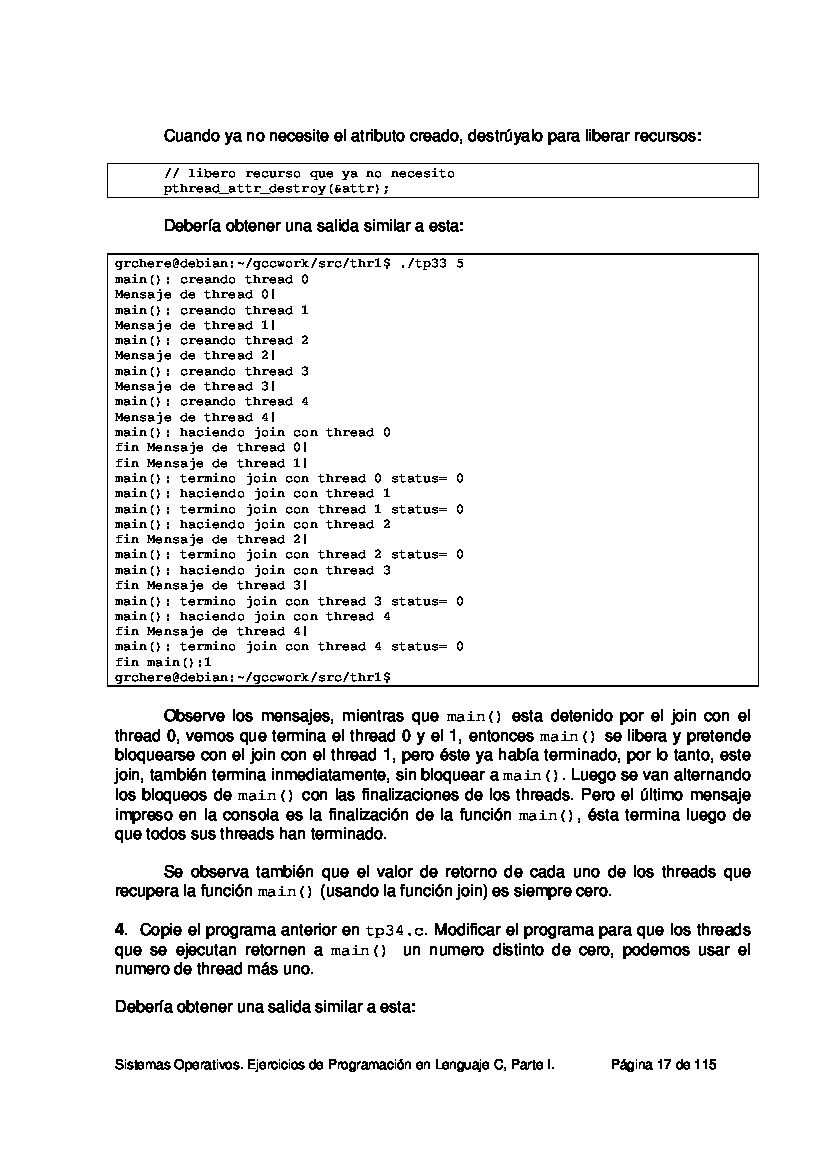 Cuando ya no necesite el atributo creado, destrúyalo para liberar recursos:
// libero recurso que ya no necesito
pthread_attr_destroy(&attr);
Debería obtener una salida similar a esta:
grchere@debian:~/gccwork/src/thr1$ ./tp33 5
main(): creando thread 0
Mensaje de thread 0|
main(): creando thread 1
Mensaje de thread 1|
main(): creando thread 2
Mensaje de thread 2|
main(): creando thread 3
Mensaje de thread 3|
main(): creando thread 4
Mensaje de thread 4|
main(): haciendo join con thread 0
fin Mensaje de thread 0|
fin Mensaje de thread 1|
main(): termino join con thread 0 status= 0
main(): haciendo join con thread 1
main(): termino join con thread 1 status= 0
main(): haciendo join con thread 2
fin Mensaje de thread 2|
main(): termino join con thread 2 status= 0
main(): haciendo join con thread 3
fin Mensaje de thread 3|
main(): termino join con thread 3 status= 0
main(): haciendo join con thread 4
fin Mensaje de thread 4|
main(): termino join con thread 4 status= 0
fin main():1
grchere@debian:~/gccwork/src/thr1$
Observe los mensajes, mientras que main() esta detenido por el join con el
thread 0, vemos que termina el thread 0 y el 1, entonces main() se libera y pretende
bloquearse con el join con el thread 1, pero éste ya había terminado, por lo tanto, este
join, también termina inmediatamente, sin bloquear a main(). Luego se van alternando
los bloqueos de main() con las finalizaciones de los threads. Pero el último mensaje
impreso en la consola es la finalización de la función main(), ésta termina luego de
que todos sus threads han terminado.
Se observa también que el valor de retorno de cada uno de los threads que
recupera la función main() (usando la función join) es siempre cero.
4. Copie el programa anterior en tp34.c. Modificar el programa para que los threads
que se ejecutan retornen a main() un numero distinto de cero, podemos usar el
numero de thread más uno.
Debería obtener una salida similar a esta:
Sistemas Operativos. Ejercicios de Programación en Lenguaje C, Parte I. Página 17 de 115